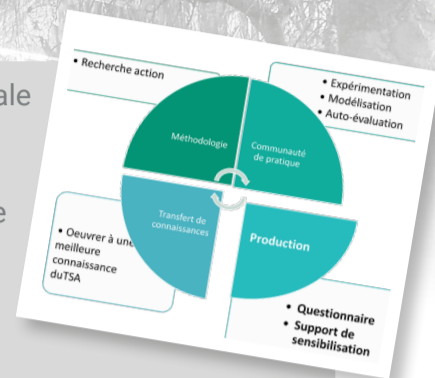 ale
e
• Recherche action
• Expérimentation
• Modélisation
• Auto-évaluation
Méthodologie
Communauté
de pratique
Transfert de
connaissances
Production
• Oeuvrer à une
meilleure
connaissance
duTSA
• Questionnaire
• Support de
sensibilisation